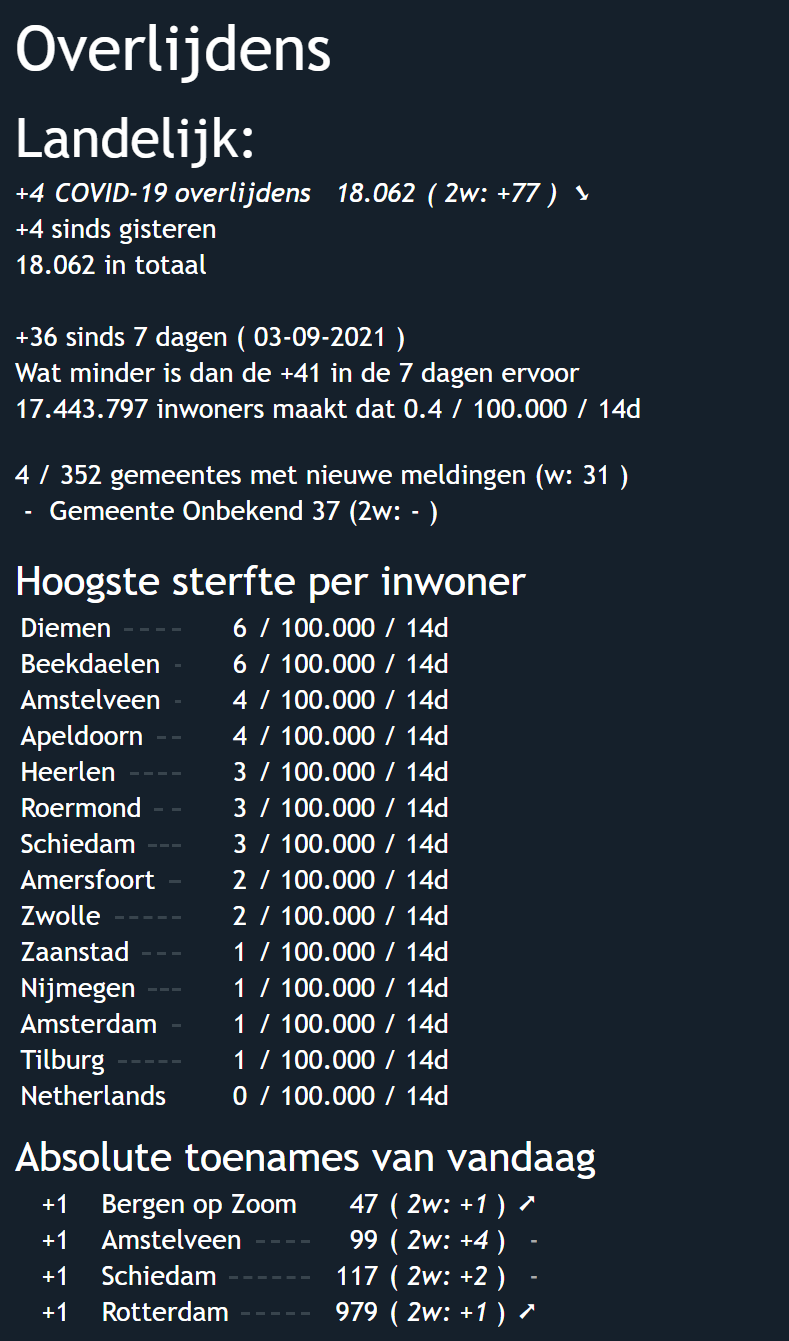 Overlijdens
Landelijk:
+4 COVID-19 overlijdens 18.062 ( 2w: +77 ) ➘
+4 sinds gisteren
18.062 in totaal
+36 sinds 7 dagen ( 03-09-2021 )
Wat minder is dan de +41 in de 7 dagen ervoor
17.443.797 inwoners maakt dat 0.4 / 100.000 / 14d
4 / 352 gemeentes met nieuwe meldingen (w: 31 )
- Gemeente Onbekend 37 (2w: - )
Hoogste sterfte per inwoner
Diemen ---- 6 / 100.000 / 14d
Beekdaelen - 6 / 100.000 / 14d
Amstelveen - 4 / 100.000 / 14d
Apeldoorn -- 4 / 100.000 / 14d
Heerlen ---- 3 / 100.000 / 14d
Roermond -- 3 / 100.000 / 14d
Schiedam --- 3 / 100.000 / 14d
Amersfoort - 2 / 100.000 / 14d
Zwolle ----- 2 / 100.000 / 14d
Zaanstad --- 1 / 100.000 / 14d
Nijmegen --- 1 / 100.000 / 14d
Amsterdam - 1 / 100.000 / 14d
Tilburg ----- 1 / 100.000 / 14d
Netherlands 0 / 100.000 / 14d
Absolute toenames van vandaag
+1 Bergen op Zoom 47 ( 2w: +1 ) ➚
+1 Amstelveen ---- 99 ( 2w: +4 ) -
+1 Schiedam ------ 117 ( 2w: +2 ) -
+1 Rotterdam ----- 979 ( 2w: +1 ) ➚